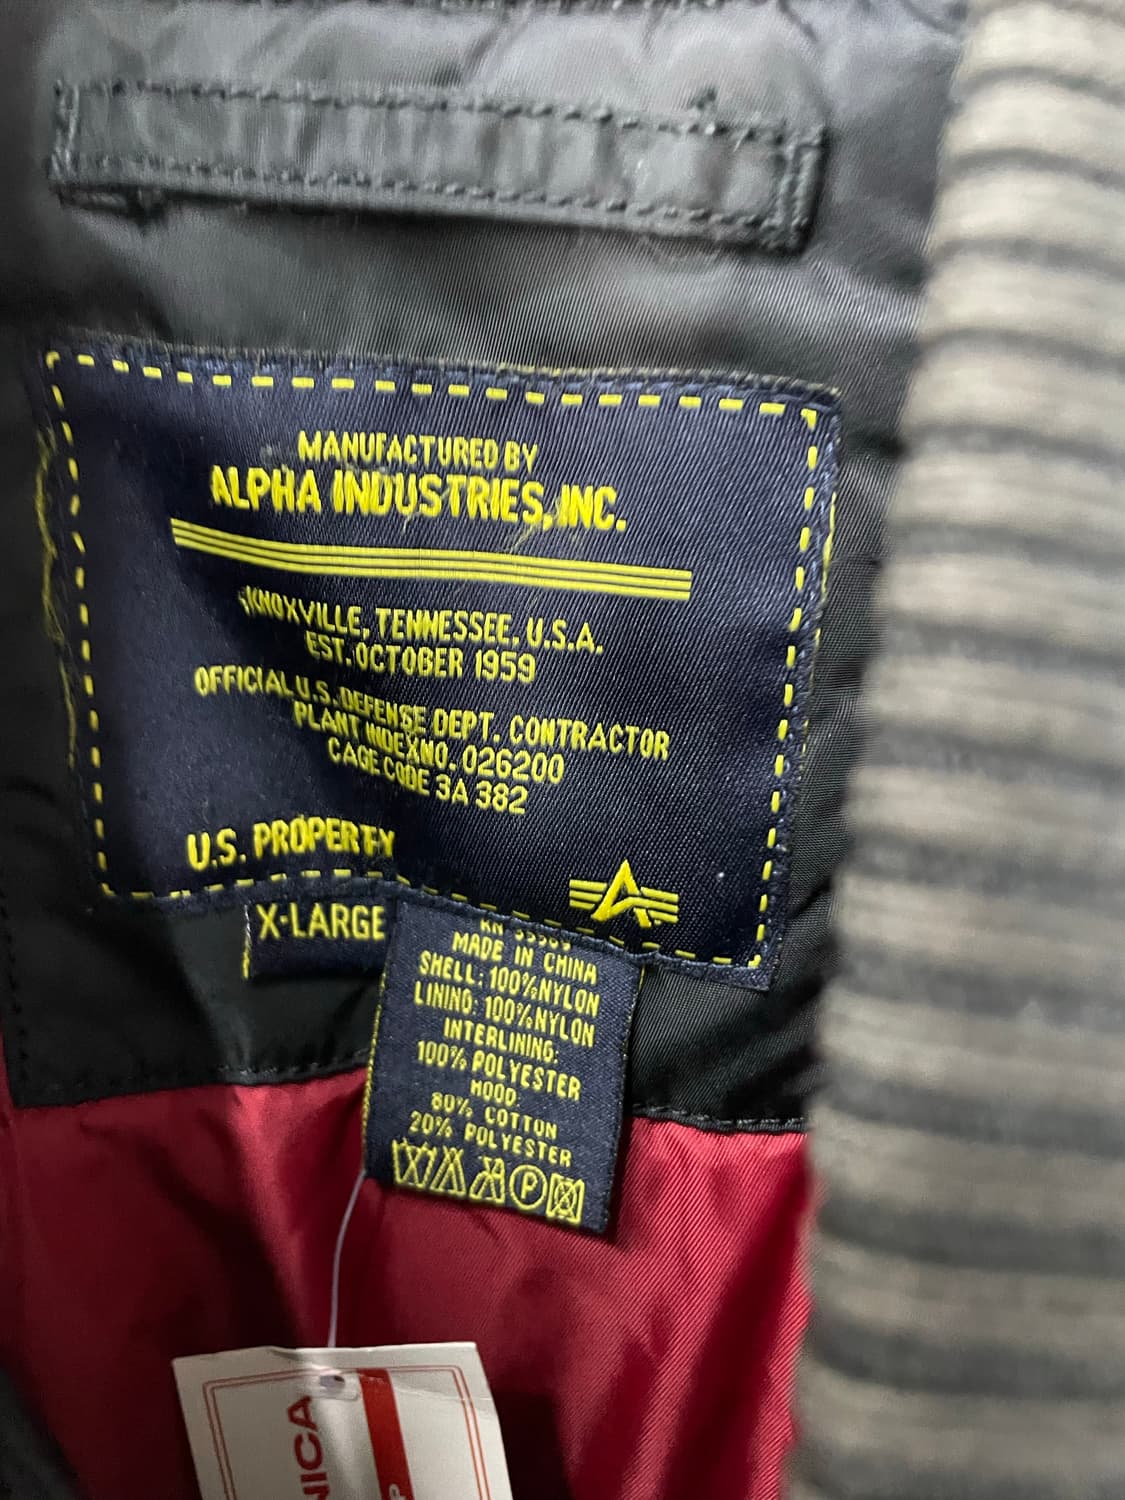 MANUFACTURED BY
ALPHA INDUSTRIES, INC.
KNOXVILLE, TENNESSEE, U.S.A.
EST. OCTOBER 1959
OFFICIAL U.S. DEFENSE DEPT. CONTRACTOR
PLANT INDEX NO. 026200
CAGE CODE 3A 382
U.S. PROPERTY
X-LARGE
MADE IN CHINA
SHELL: 100% NYLON
LINING: 100% NYLON
INTERLINING:
100% POLYESTER
HOOD:
80% COTTON
20% POLYESTER
P